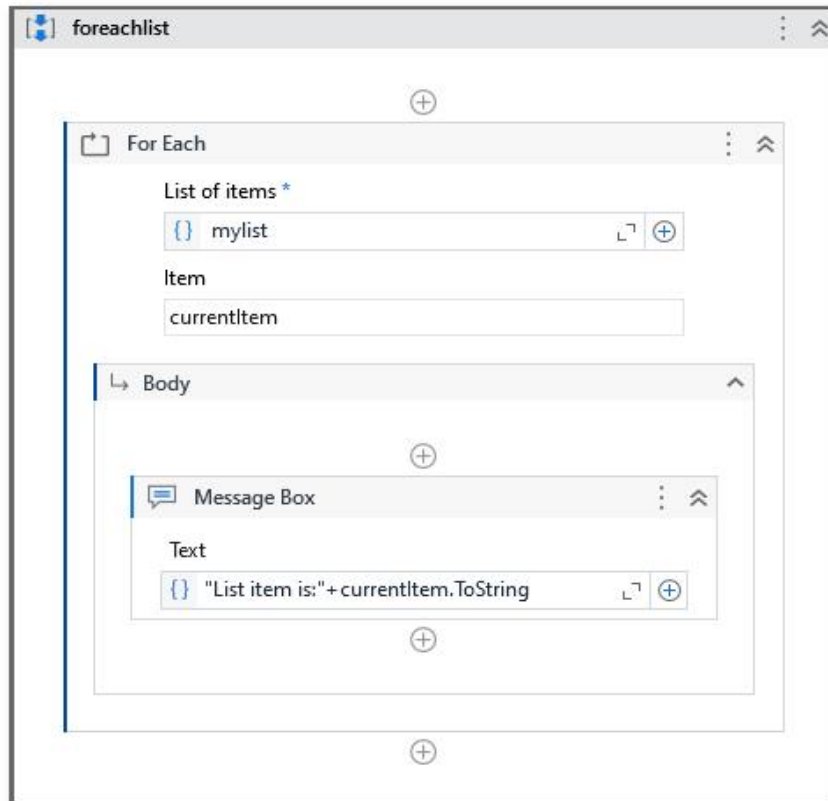 foreachlist
For Each
List of items *
mylist
Item
currentItem
Body
Message Box
Text
"List item is:"+currentItem.ToString